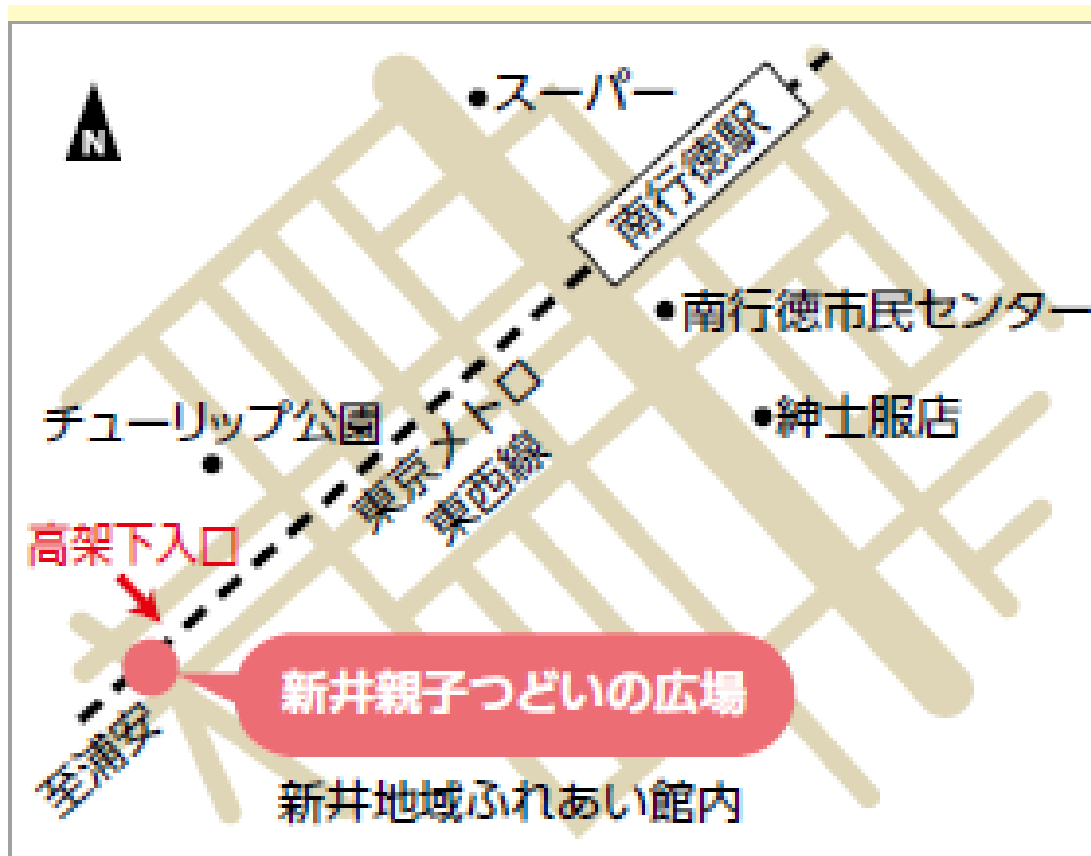 N
スーパー
南行徳駅
南行徳市民センター
チューリップ公園
紳士服店
東京メトロ
東西線
高架下入口
新井親子つどいの広場
至浦安
新井地域ふれあい館内